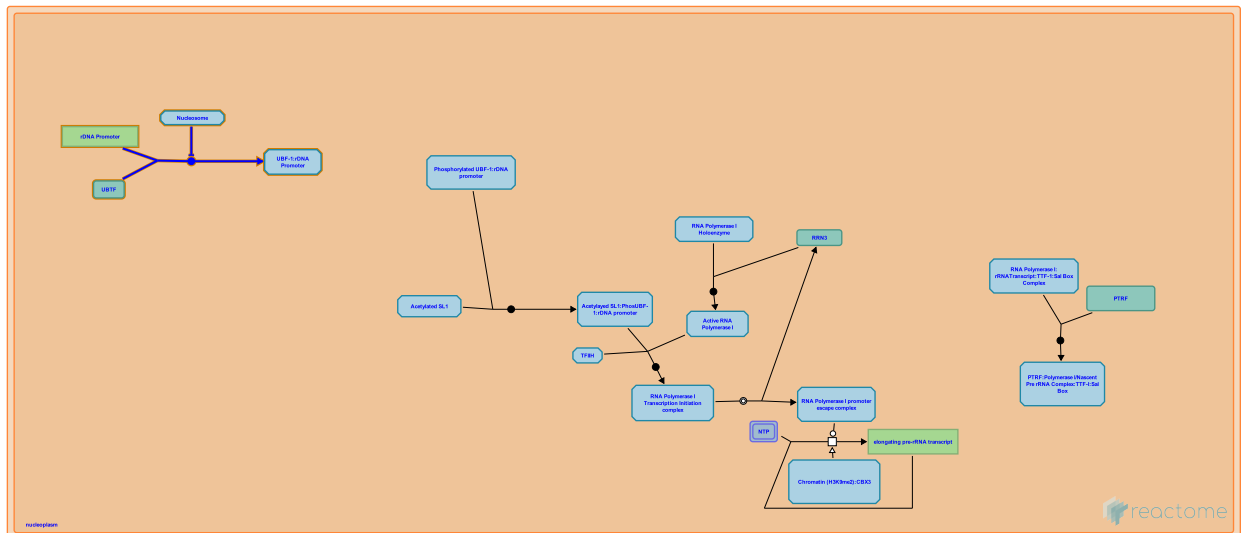 Nucleosome
rDNA Promoter
UBF-1:rDNA
Promoter
UBTF
Phosphorylated UBF-1:rDNA
promoter
RNA Polymerase I
Holoenzyme
RRN3
RNA Polymerase I:
rRNATranscript:TTF-1:Sal Box
Complex
PTRF
Acetylated SL1
Acetylayed SL1:PhosUBF-
1:rDNA promoter
Active RNA
Polymerase I
TFIIH
PTRF:Polymerase I/Nascent
Pre rRNA Complex:TTF-I:Sal
Box
RNA Polymerase I
Transcription Initiation
complex
RNA Polymerase I promoter
escape complex
NTP
elongating pre-rRNA transcript
Chromatin (H3K9me2):CBX3
nucleoplasm
reactome